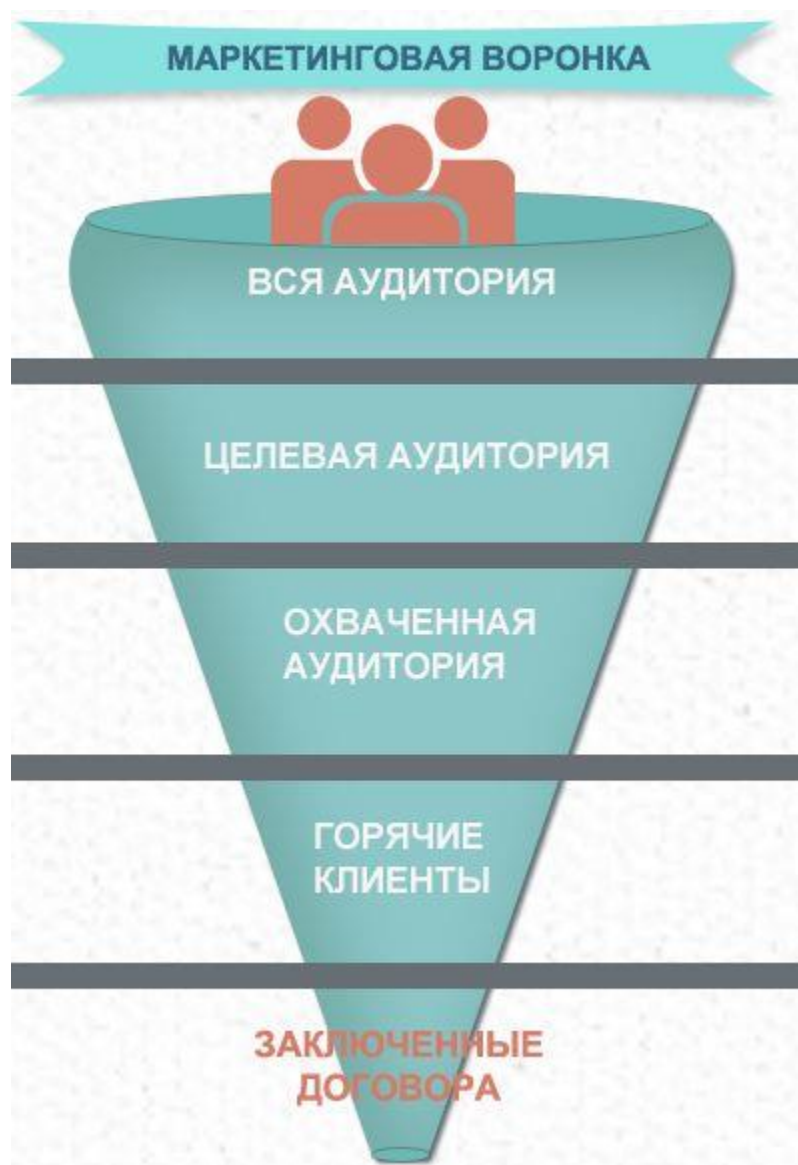 МАРКЕТИНГОВАЯ ВОРОНКА
ВСЯ АУДИТОРИЯ
ЦЕЛЕВАЯ АУДИТОРИЯ
ОХВАЧЕННАЯ
АУДИТОРИЯ
ГОРЯЧИЕ
КЛИЕНТЫ
ЗАКЛЮЧЕННЫЕ
ДОГОВОРА